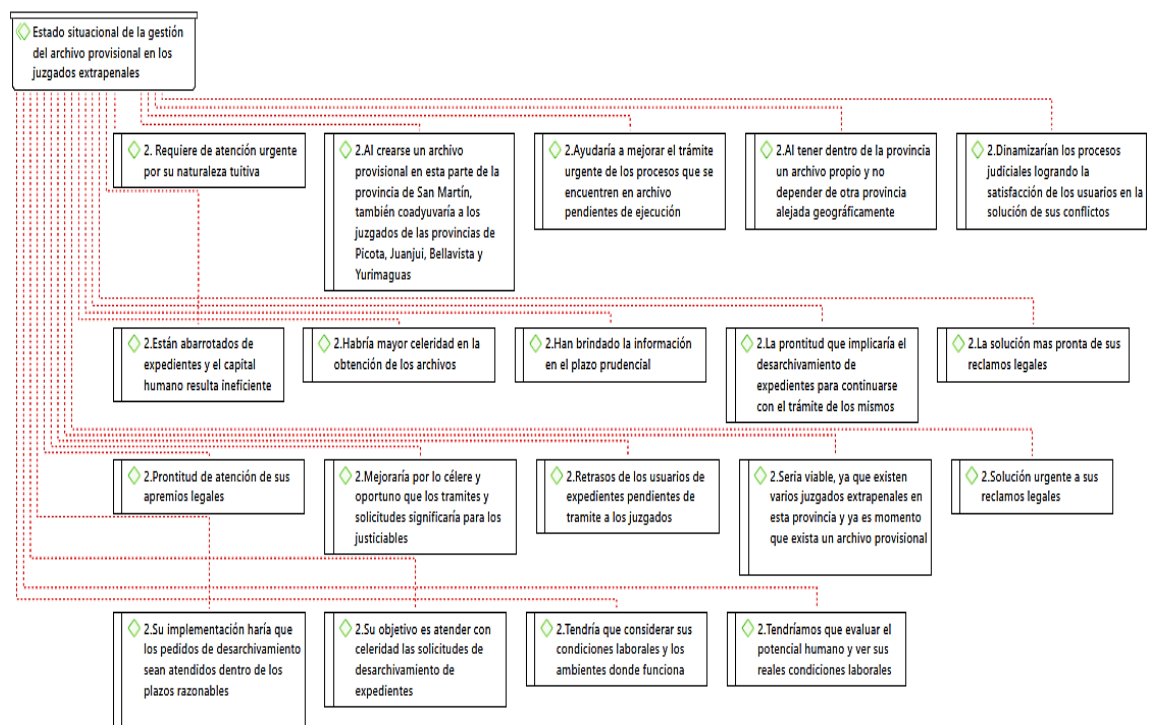 Estado situacional de la gestión
del archivo provisional en los
juzgados extrapenales
2. Requiere de atención urgente
por su naturaleza tuitiva
2.Al crearse un archivo
provisional en esta parte de la
provincia de San Martín,
también coadyuvaría a los
juzgados de las provincias de
Picota, Juanjui, Bellavista y
Yurimaguas
2.Ayudaría a mejorar el trámite
urgente de los procesos que se
encuentren en archivo
pendientes de ejecución
2.Al tener dentro de la provincia
un archivo propio y no
depender de otra provincia
alejada geográficamente
2.Dinamizarían los procesos
judiciales logrando la
satisfacción de los usuarios en la
solución de sus conflictos
2.Están abarrotados de
expedientes y el capital
humano resulta ineficiente
2.Habría mayor celeridad en la
obtención de los archivos
2.Han brindado la información
en el plazo prudencial
2.La prontitud que implicaría el
desarchivamiento de
expedientes para continuarse
con el trámite de los mismos
2.La solución mas pronta de sus
reclamos legales
2.Prontitud de atención de sus
apremios legales
2.Mejoraría por lo célere y
oportuno que los tramites y
solicitudes significaría para los
justiciables
2.Retrasos de los usuarios de
expedientes pendientes de
tramite a los juzgados
2.Seria viable, ya que existen
varios juzgados extrapenales en
esta provincia y ya es momento
que exista un archivo provisional
2.Solución urgente a sus
reclamos legales
2.Su implementación haría que
los pedidos de desarchivamiento
sean atendidos dentro de los
plazos razonables
2.Su objetivo es atender con
celeridad las solicitudes de
desarchivamiento de
expedientes
2.Tendría que considerar sus
condiciones laborales y los
ambientes donde funciona
2.Tendríamos que evaluar el
potencial humano y ver sus
reales condiciones laborales